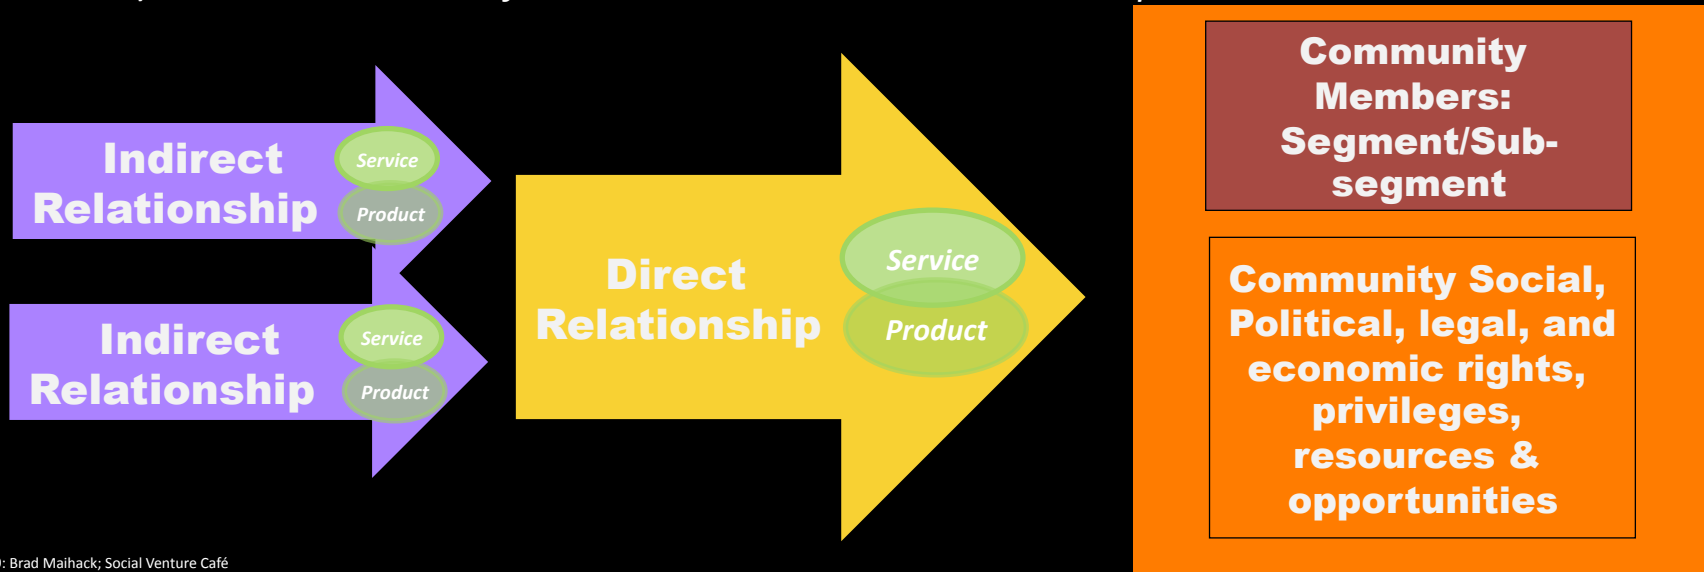 Indirect
Relationship
Service
Product
Indirect
Relationship
Service
Product
Direct
Relationship
Service
Product
Community
Members:
Segment/Sub-
segment
Community Social,
Political, legal, and
economic rights,
privileges,
resources &
opportunities
: Brad Maihack; Social Venture Café